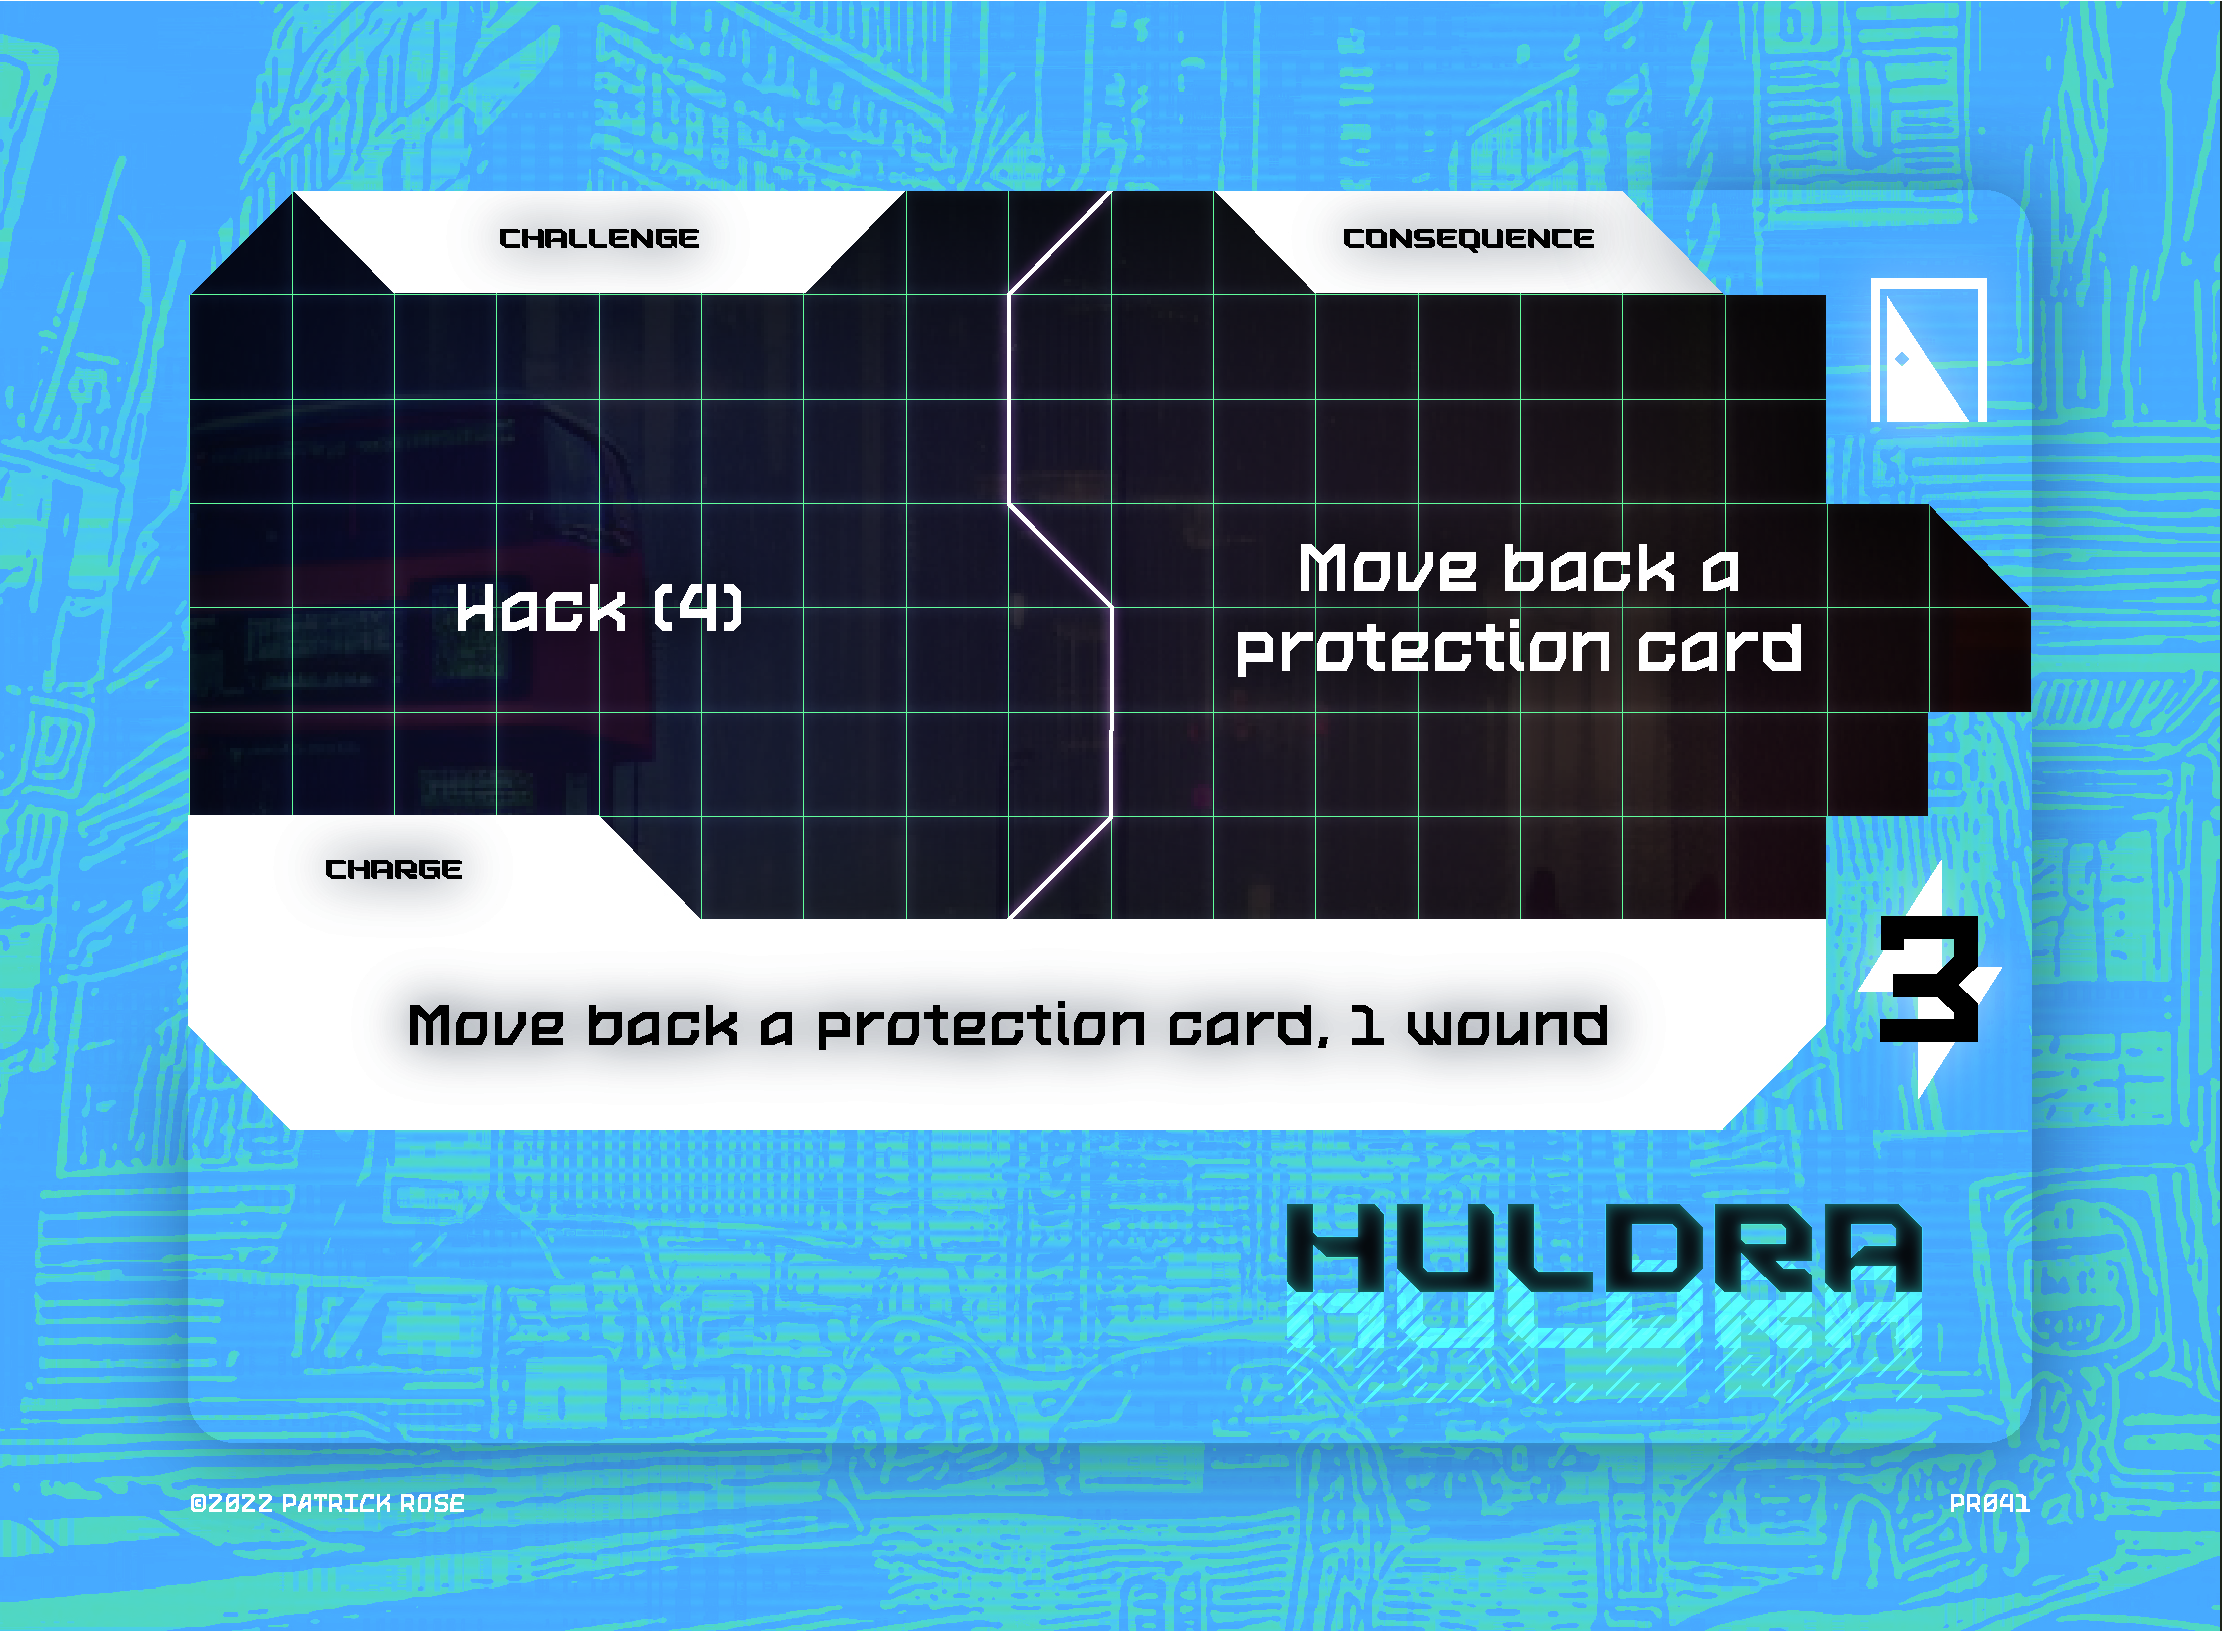 CHALLENGE
CONSEQUENCE
Hack (4)
Move back a
protection card
CHARGE
Move back a protection card, 1 wound
3
HULDRA
©2022 PATRICK ROSE
PR041